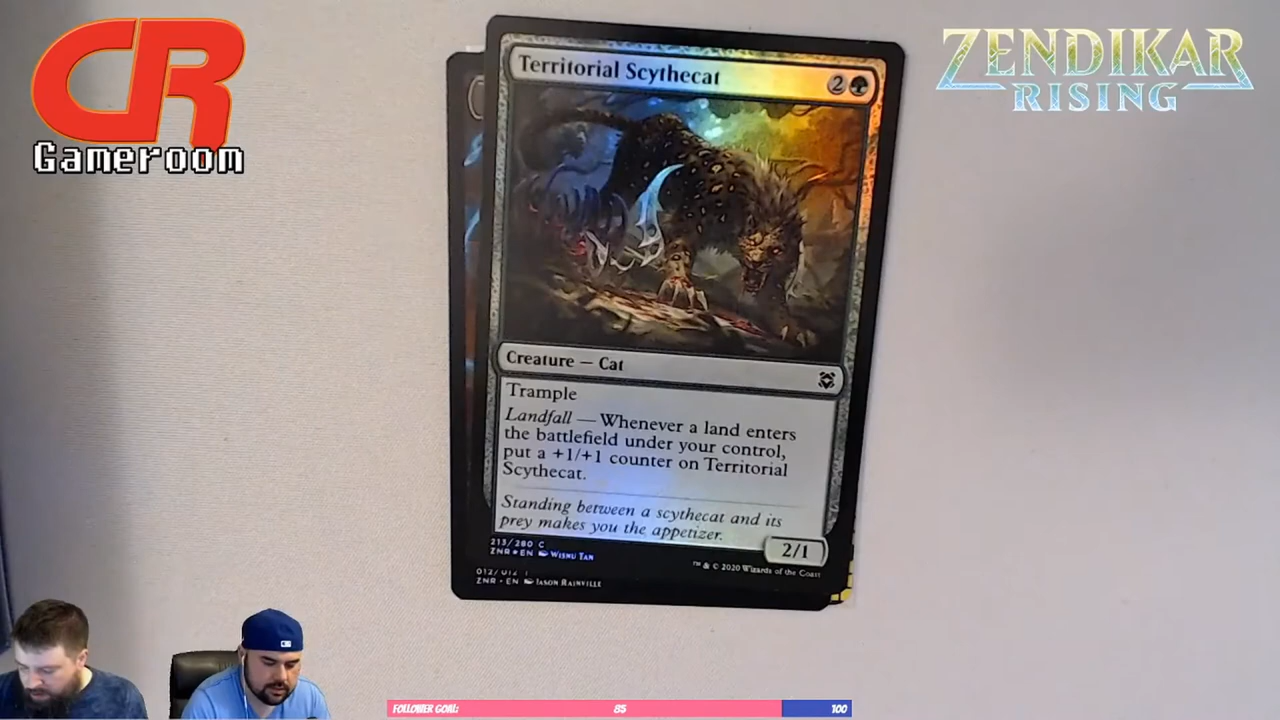 CR
Gameroom
ZENDIKAR
RISING
Territorial Scythecat
2
Creature — Cat
Trample
Landfall — Whenever a land enters
the battlefield under your control,
put a +1/+1 counter on Territorial
Scythecat.
Standing between a scythecat and its
prey makes you the appetizer.
2/1
213/280 C
ZNR ★ EN Wisnu Tan
™ & © 2020 Wizards of the Coast
012/012
ZNR • EN Jason Rainville
FOLLOWER GOAL: 85 100